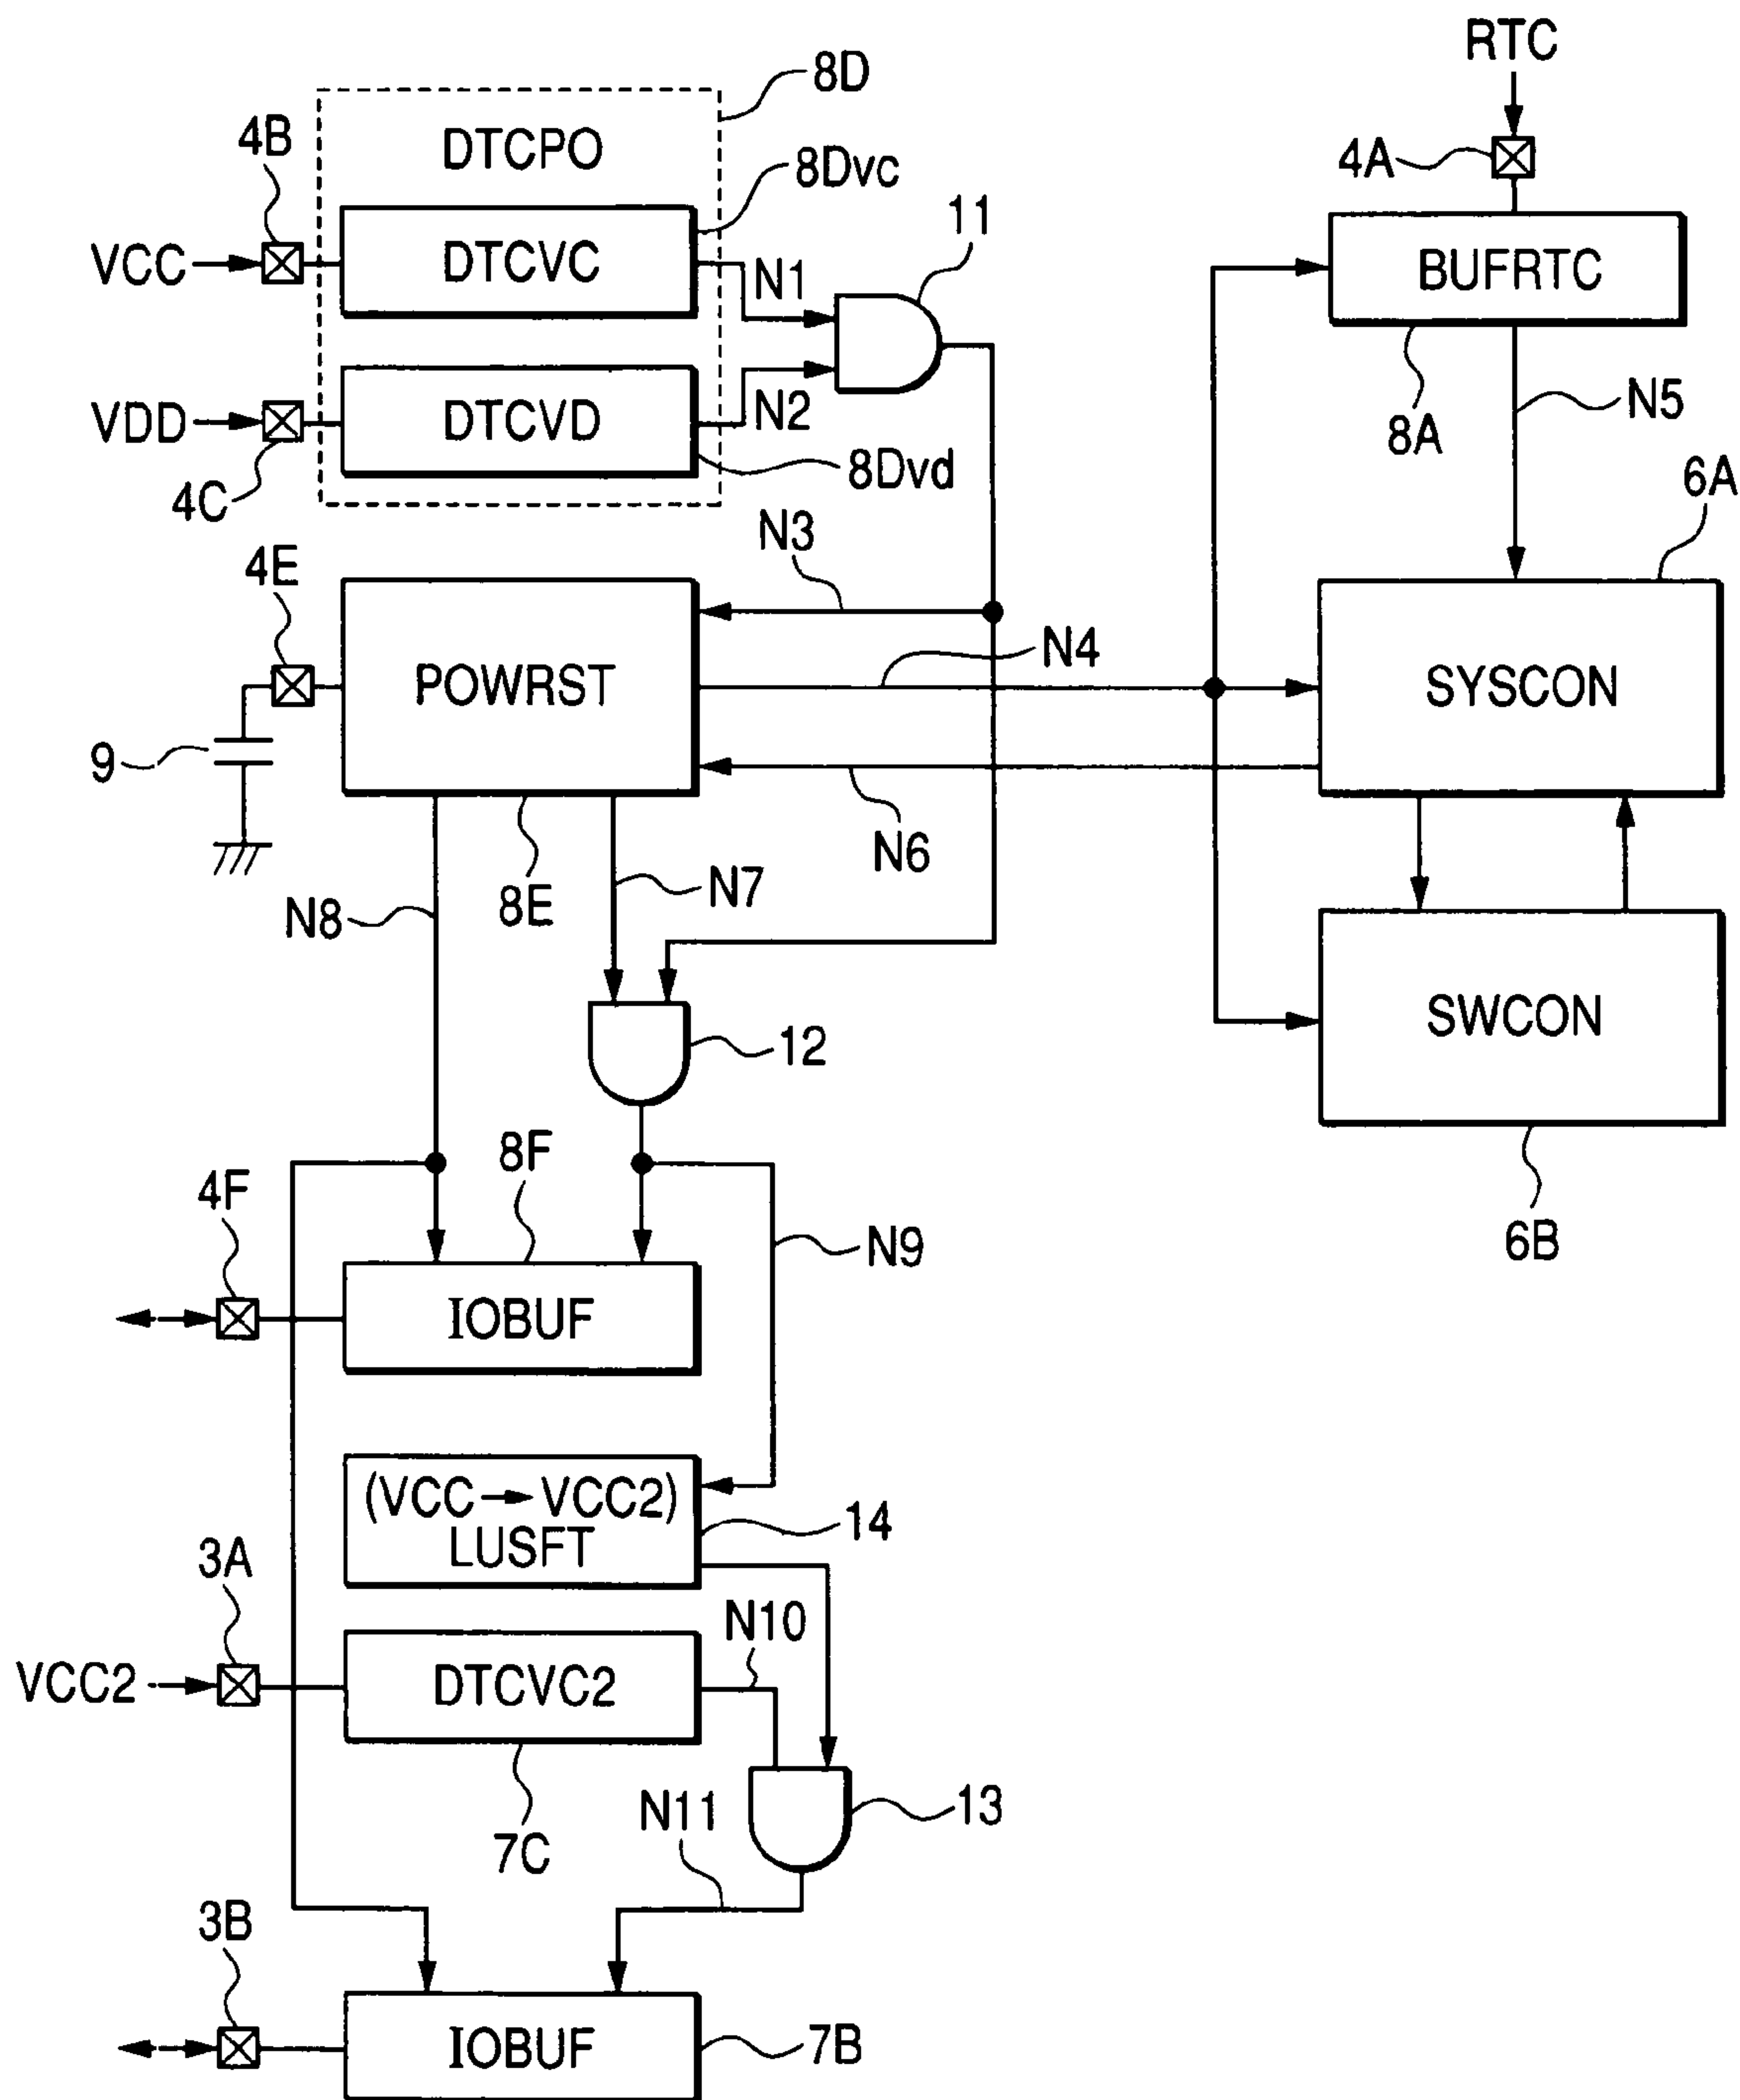 RTC
8D
4B
DTCPO
8Dvc
4A
11
VCC
DTCVC
N1
BUFRTC
VDD
DTCVD
N2
8A
N5
4C
8Dvd
6A
N3
4E
N4
POWRST
SYSCON
9
N6
N8
8E
N7
SWCON
12
8F
4F
N9
6B
IOBUF
(VCC→VCC2)
LUSFT
14
3A
N10
VCC2
DTCVC2
N11
13
7C
3B
IOBUF
7B